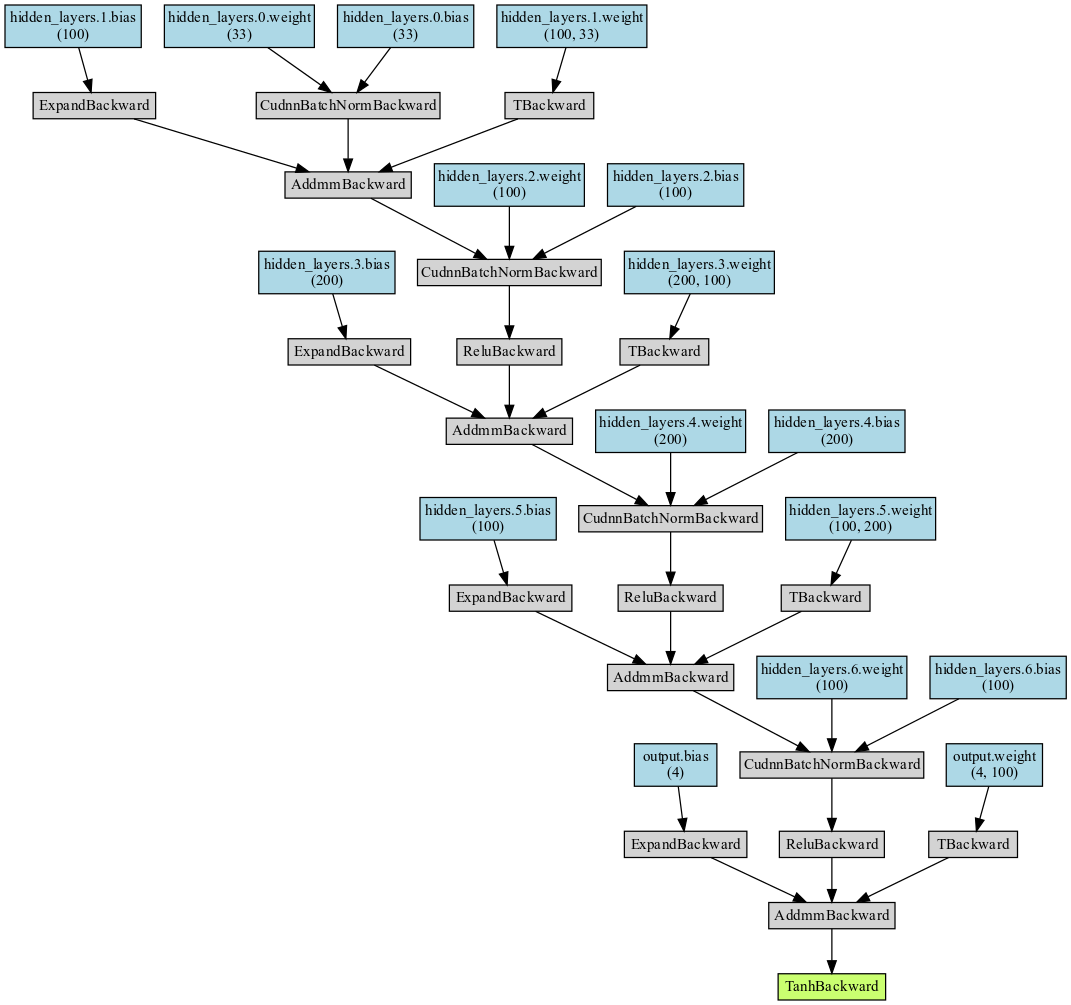 hidden_layers.1.bias
(100)
hidden_layers.0.weight
(33)
hidden_layers.0.bias
(33)
hidden_layers.1.weight
(100, 33)
ExpandBackward
CudnnBatchNormBackward
TBackward
AddmmBackward
hidden_layers.2.weight
(100)
hidden_layers.2.bias
(100)
hidden_layers.3.bias
(200)
CudnnBatchNormBackward
hidden_layers.3.weight
(200, 100)
ExpandBackward
ReluBackward
TBackward
AddmmBackward
hidden_layers.4.weight
(200)
hidden_layers.4.bias
(200)
hidden_layers.5.bias
(100)
CudnnBatchNormBackward
hidden_layers.5.weight
(100, 200)
ExpandBackward
ReluBackward
TBackward
AddmmBackward
hidden_layers.6.weight
(100)
hidden_layers.6.bias
(100)
output.bias
(4)
CudnnBatchNormBackward
output.weight
(4, 100)
ExpandBackward
ReluBackward
TBackward
AddmmBackward
TanhBackward